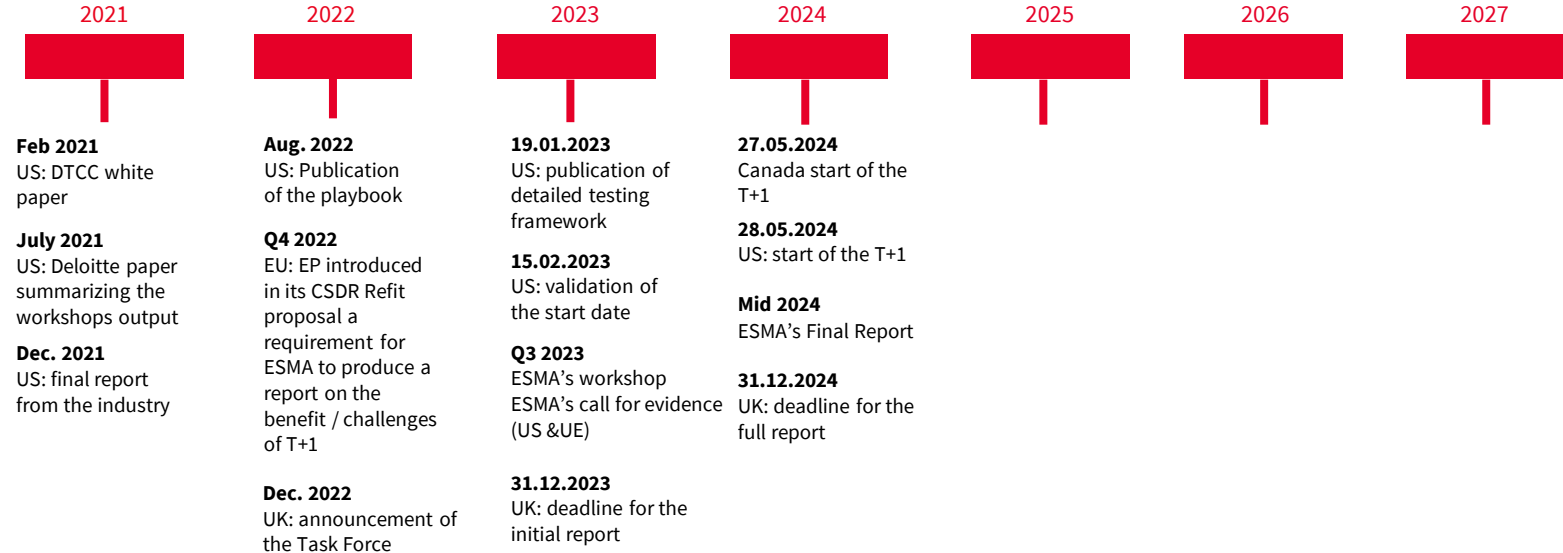 2021
2022
2023
2024
2025
2026
2027
Feb 2021
US: DTCC white
paper
July 2021
US: Deloitte paper
summarizing the
workshops output
Dec. 2021
US: final report
from the industry
Aug. 2022
US: Publication
of the playbook
Q4 2022
EU: EP introduced
in its CSDR Refit
proposal a
requirement for
ESMA to produce a
report on the
benefit / challenges
of T+1
Dec. 2022
UK: announcement of
the Task Force
19.01.2023
US: publication of
detailed testing
framework
15.02.2023
US: validation of
the start date
Q3 2023
ESMA’s workshop
ESMA’s call for evidence
(US &UE)
31.12.2023
UK: deadline for the
initial report
27.05.2024
Canada start of the
T+1
28.05.2024
US: start of the T+1
Mid 2024
ESMA’s Final Report
31.12.2024
UK: deadline for the
full report